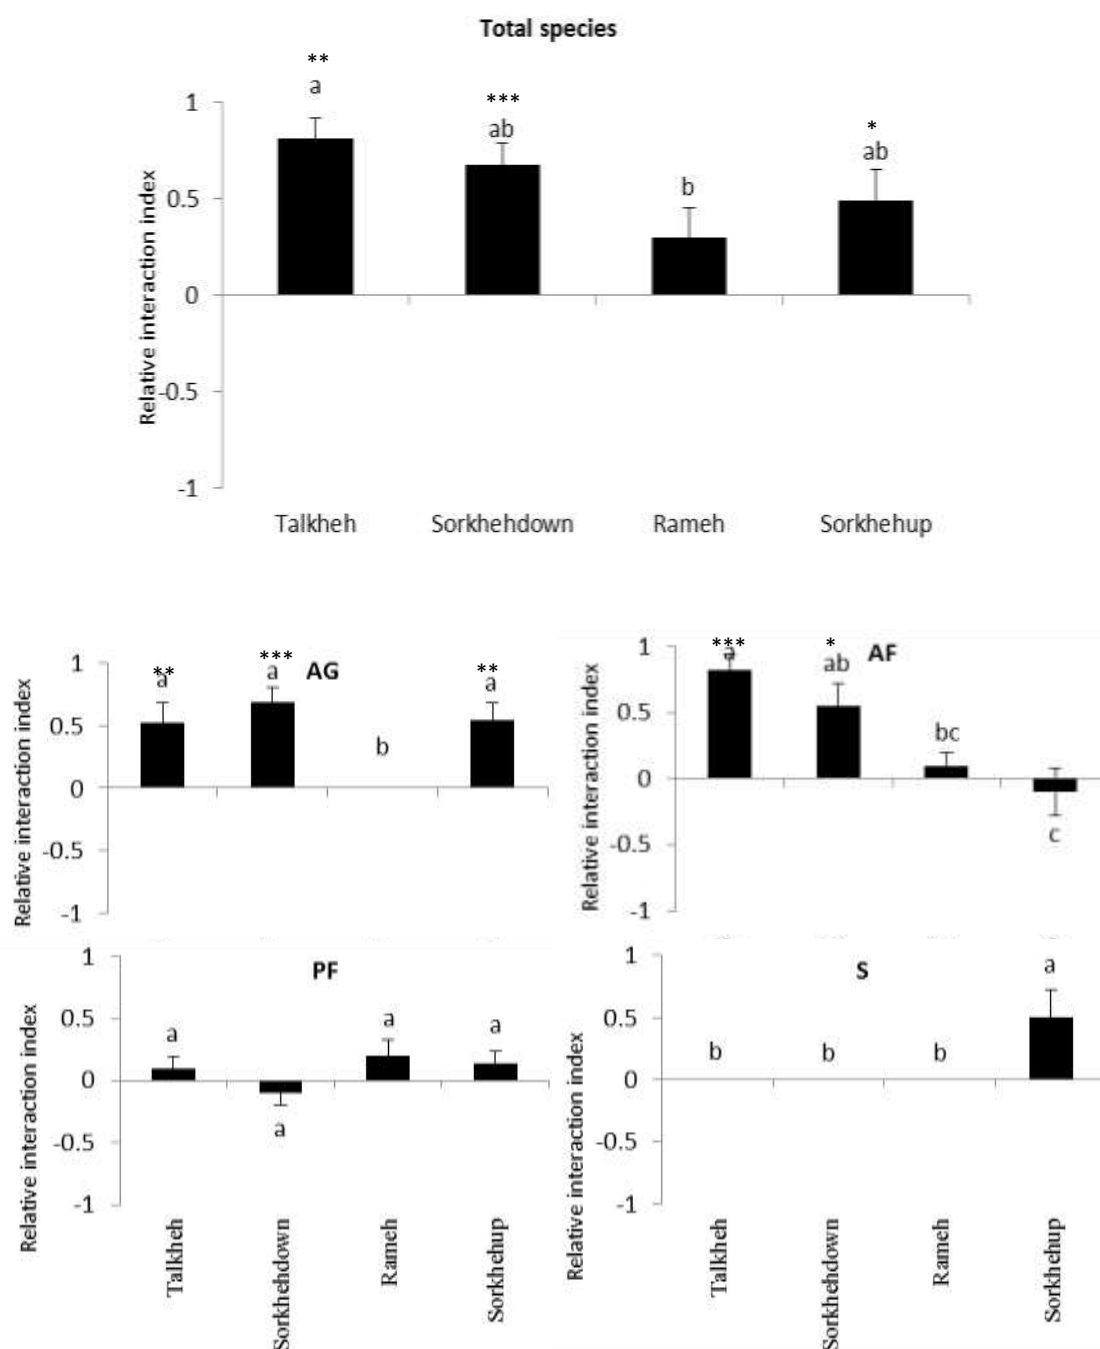 Total species
**
a
***
ab
b
*
ab
Relative interaction index
1
0.5
0
-0.5
-1
Talkheh Sorkhehdown Rameh Sorkhehup
AG
Relative interaction index
1
0.5
0
-0.5
-1
**
a
***
a
b
**
a
AF
Relative interaction index
1
0.5
0
-0.5
-1
***
a
*
ab
bc
c
PF
Relative interaction index
1
0.5
0
-0.5
-1
a
a
a
a
Talkheh
Sorkhehdown
Rameh
Sorkhehup
S
Relative interaction index
1
0.5
0
-0.5
-1
b
b
b
a
Talkheh
Sorkhehdown
Rameh
Sorkhehup